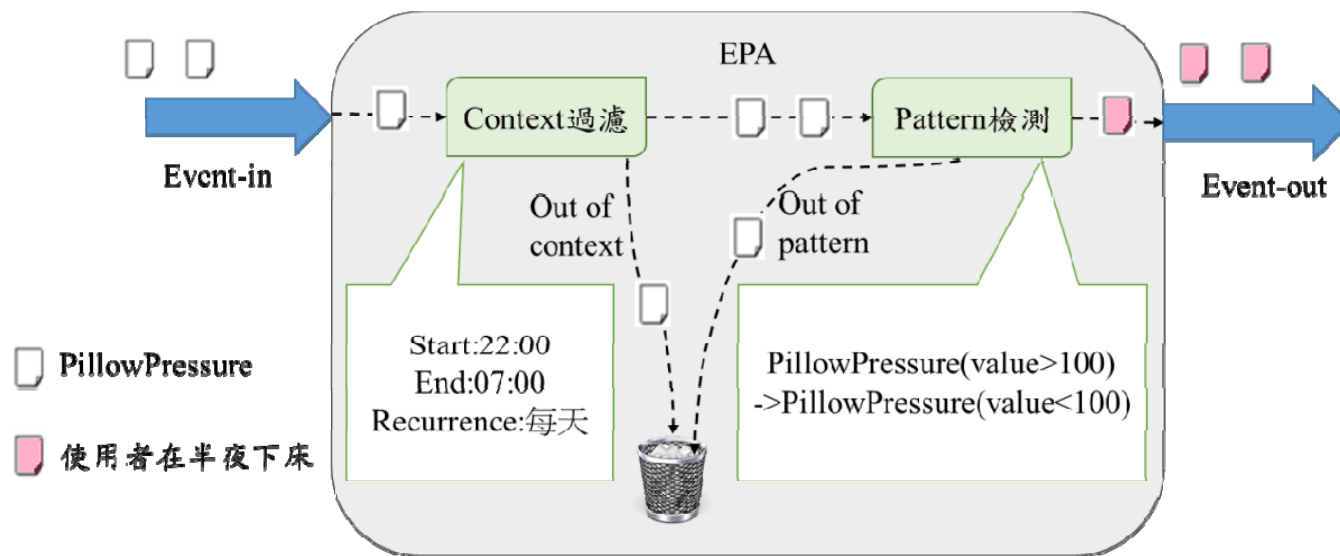 EPA
Context過濾
Pattern檢測
Event-in
Event-out
Out of
context
Out of
pattern
Start:22:00
End:07:00
Recurrence:每天
PillowPressure(value>100)
->PillowPressure(value<100)
PillowPressure
使用者在半夜下床